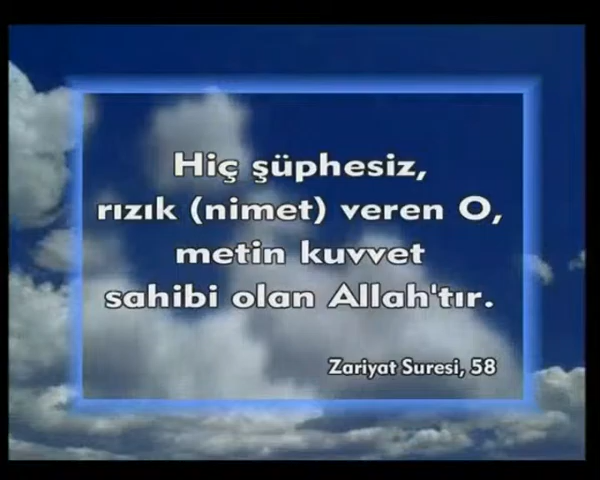 Hiç şüphesiz,
rızık (nimet) veren O,
metin kuvvet
sahibi olan Allah'tır.
Zariyat Suresi, 58